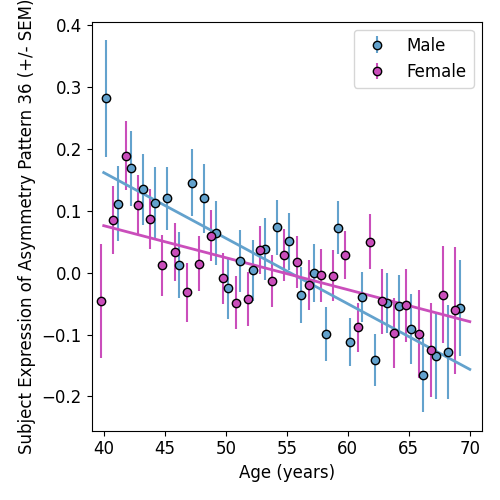 Subject Expression of Asymmetry Pattern 36 (+/- SEM)
0.4
0.3
0.2
0.1
0.0
−0.1
−0.2
Male
Female
40 45 50 55 60 65 70
Age (years)